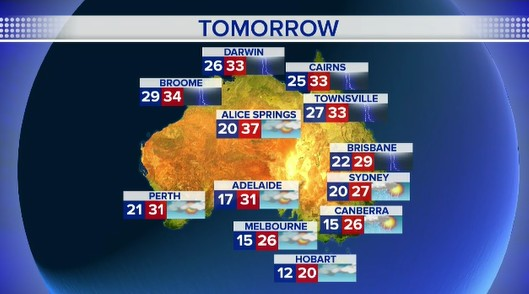 TOMORROW
DARWIN
26 33
CAIRNS
25 33
BROOME
29 34
TOWNSVILLE
27 33
ALICE SPRINGS
20 37
BRISBANE
22 29
SYDNEY
20 27
ADELAIDE
17 31
PERTH
21 31
CANBERRA
15 26
MELBOURNE
15 26
HOBART
12 20